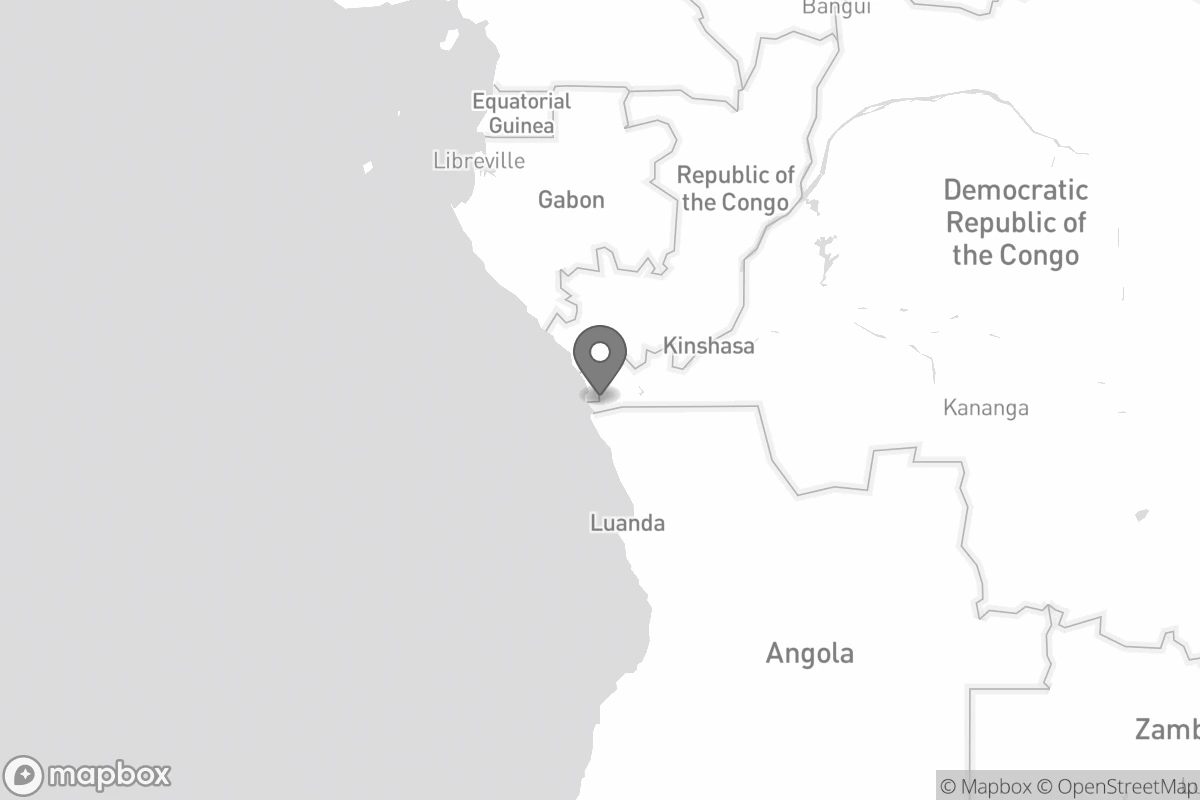 Bangui
Equatorial
Guinea
Libreville
Gabon
Republic of
the Congo
Democratic
Republic of
the Congo
Kinshasa
Kananga
Luanda
Angola
Zamb
mapbox
© Mapbox © OpenStreetMap